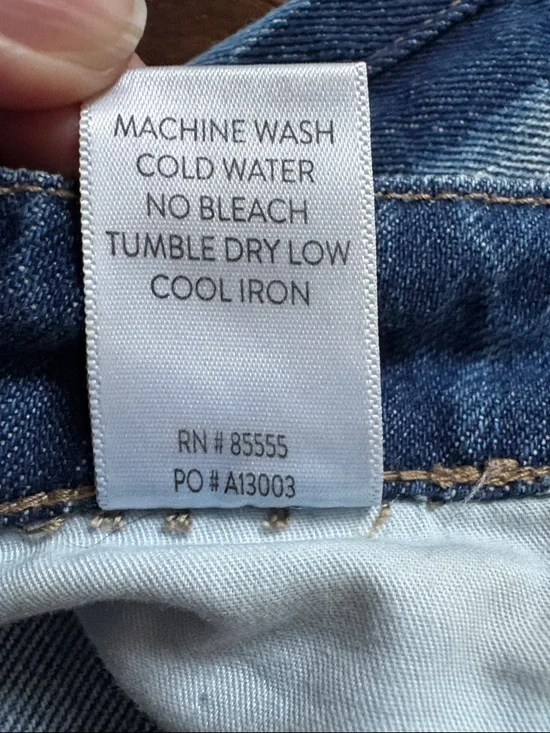 MACHINE WASH
COLD WATER
NO BLEACH
TUMBLE DRY LOW
COOL IRON
RN # 85555
PO # A13003